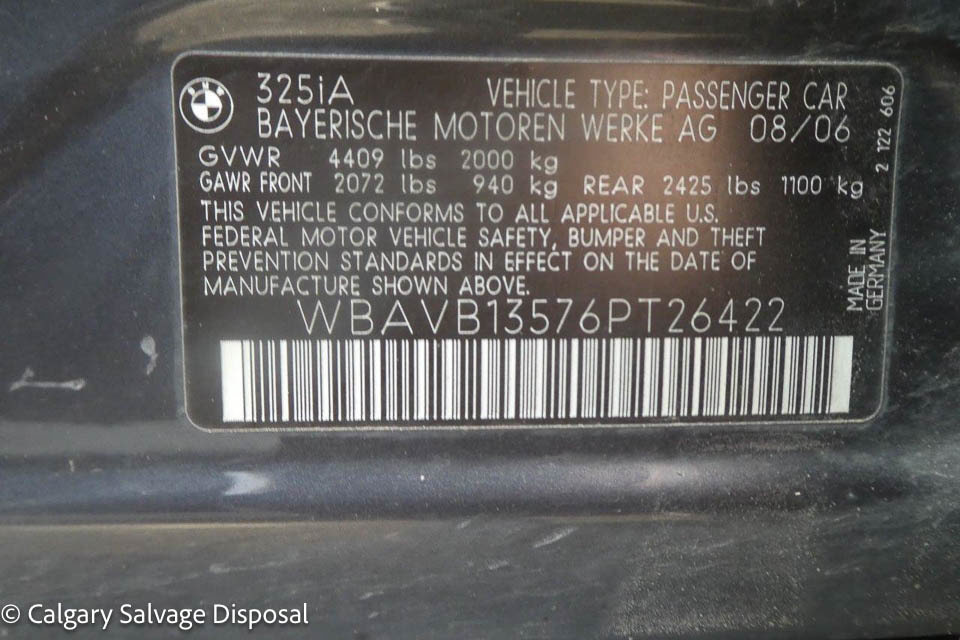 325iA VEHICLE TYPE: PASSENGER CAR
BAYERISCHE MOTOREN WERKE AG 08/06
GVWR 4409 lbs 2000 kg
GAWR FRONT 2072 lbs 940 kg REAR 2425 lbs 1100 kg
THIS VEHICLE CONFORMS TO ALL APPLICABLE U.S.
FEDERAL MOTOR VEHICLE SAFETY, BUMPER AND THEFT
PREVENTION STANDARDS IN EFFECT ON THE DATE OF
MANUFACTURE SHOWN ABOVE.
WBAVB13576PT26422
MADE IN
GERMANY 2 122 606
© Calgary Salvage Disposal